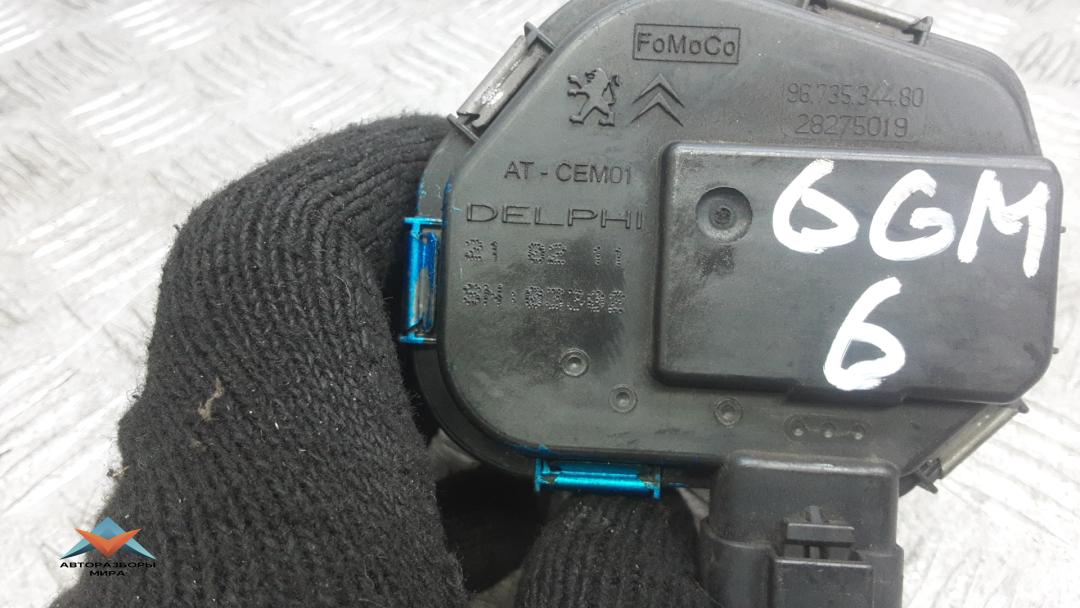 FoMoCo
96.735.344.80
28275019
AT - CEM01
DELPHI
21 02 11
6GM
6
АВТОРАЗБОРЫ
МИРА